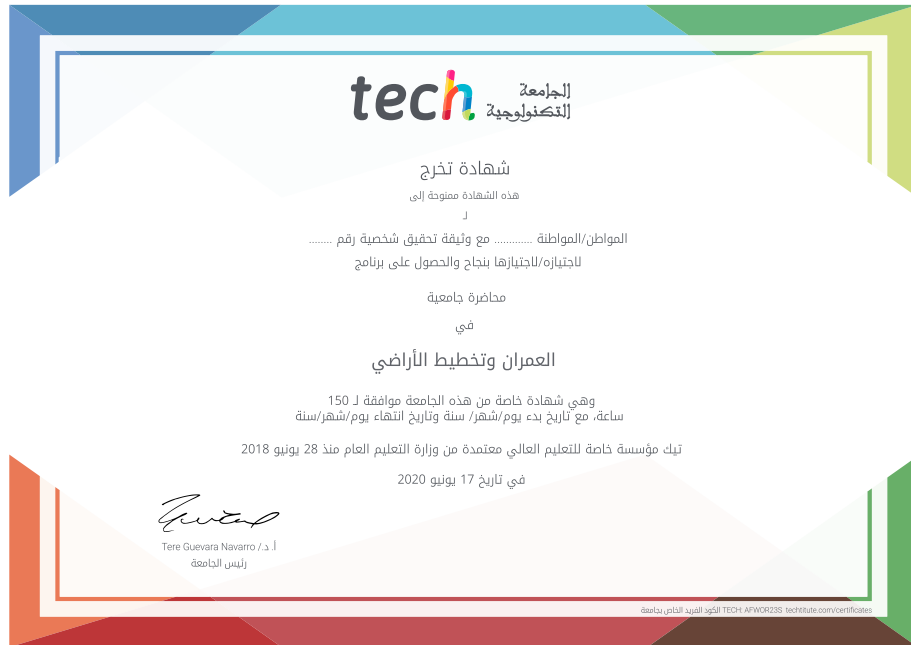 tech الجامعة
التكنولوجية
شهادة تخرج
هذه الشهادة ممنوحة إلى
لـ
المواطن/المواطنة ............ مع وثيقة تحقيق شخصية رقم ........
لاجتيازه/لاجتيازها بنجاح والحصول على برنامج
محاضرة جامعية
في
العمران وتخطيط الأراضي
وهي شهادة خاصة من هذه الجامعة موافقة لـ 150
ساعة، مع تاريخ بدء يوم/شهر/ سنة وتاريخ انتهاء يوم/شهر/سنة
تيك مؤسسة خاصة للتعليم العالي معتمدة من وزارة التعليم العام منذ 28 يونيو 2018
في تاريخ 17 يونيو 2020
أ. د./ Tere Guevara Navarro
رئيس الجامعة
الكود الفريد الخاص بجامعة TECH: AFWOR23S techtitute.com/certificates